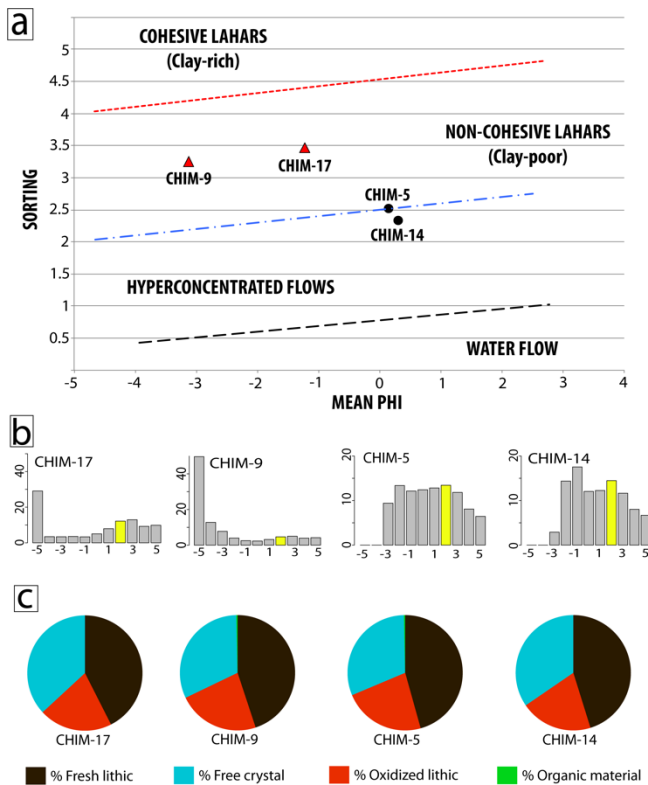 a
COHESIVE LAHARS
(Clay-rich)
NON-COHESIVE LAHARS
(Clay-poor)
CHIM-9
CHIM-17
CHIM-5
CHIM-14
HYPERCONCENTRATED FLOWS
WATER FLOW
SORTING
5
4.5
4
3.5
3
2.5
2
1.5
1
0.5
-5 -4 -3 -2 -1 0 1 2 3 4
MEAN PHI
b
CHIM-17
40
20
0
-5 -3 -1 1 3 5
CHIM-9
40
20
0
-5 -3 -1 1 3 5
CHIM-5
20
10
0
-5 -3 -1 1 3 5
CHIM-14
20
10
0
-5 -3 -1 1 3 5
c
CHIM-17 CHIM-9 CHIM-5 CHIM-14
% Fresh lithic % Free crystal % Oxidized lithic % Organic material